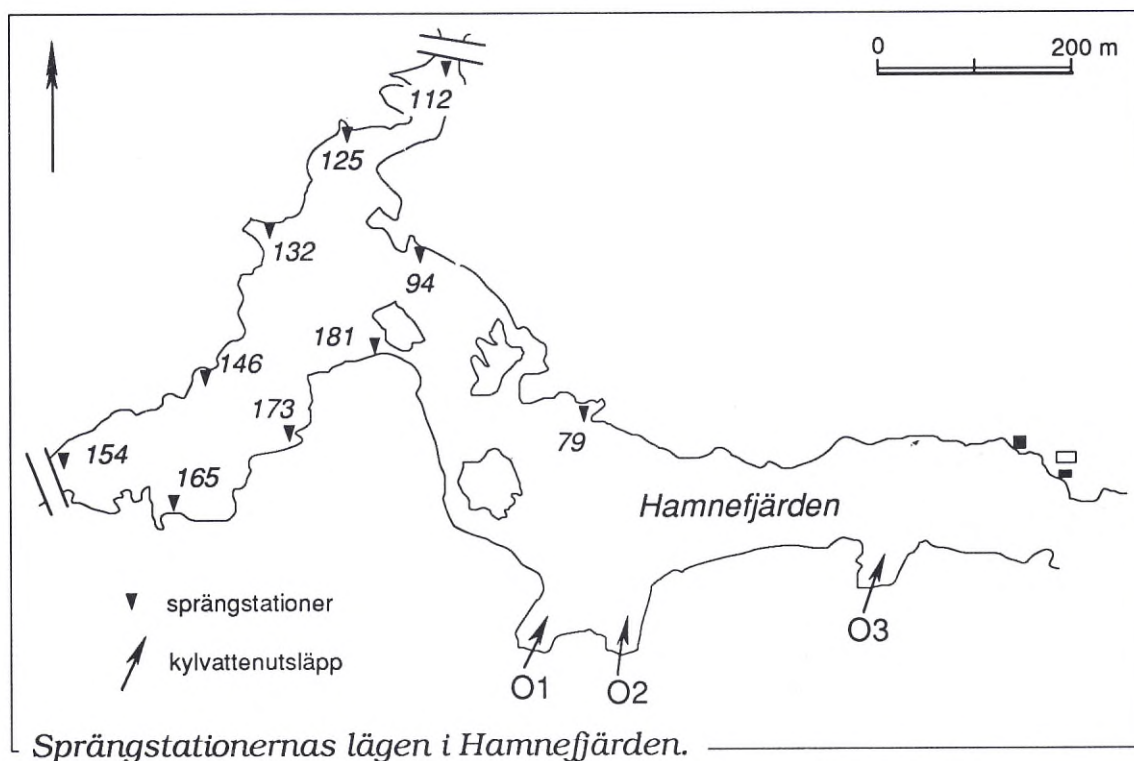 0 200 m
112
125
132
94
181
146
173
79
154
165
Hamnefjärden
sprängstationer
O3
kylvattenutsläpp
O1
O2
Sprängstationernas lägen i Hamnefjärden.